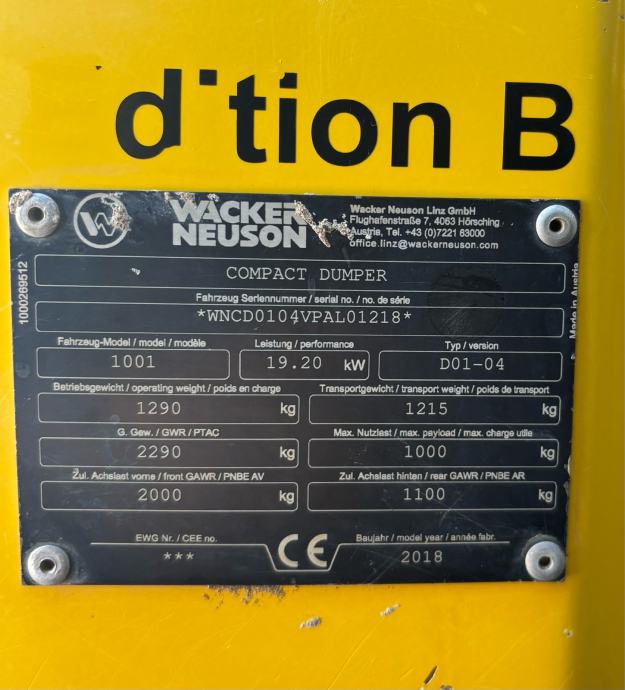 d tion B
WACKER
NEUSON
Wacker Neuson Linz GmbH
Flughafenstraße 7, 4063 Hörsching
Austria, Tel. +43 (0)7221 63000
office.linz@wackerneuson.com
COMPACT DUMPER
Fahrzeug Seriennummer / serial no. / no. de série
*WNCD0104VPAL01218*
Fahrzeug-Model / model / modèle Leistung / performance Typ / version
1001 19.20 kW D01-04
Betriebsgewicht / operating weight / poids en charge Transportgewicht / transport weight / poids de transport
1290 kg 1215 kg
G. Gew. / GWR / PTAC Max. Nutzlast / max. payload / max. charge utile
2290 kg 1000 kg
Zul. Achslast vorne / front GAWR / PNBE AV Zul. Achslast hinten / rear GAWR / PNBE AR
2000 kg 1100 kg
EWG Nr. / CEE no. CE Baujahr / model year / année fabr.
*** 2018
1000269512
Made in Austria